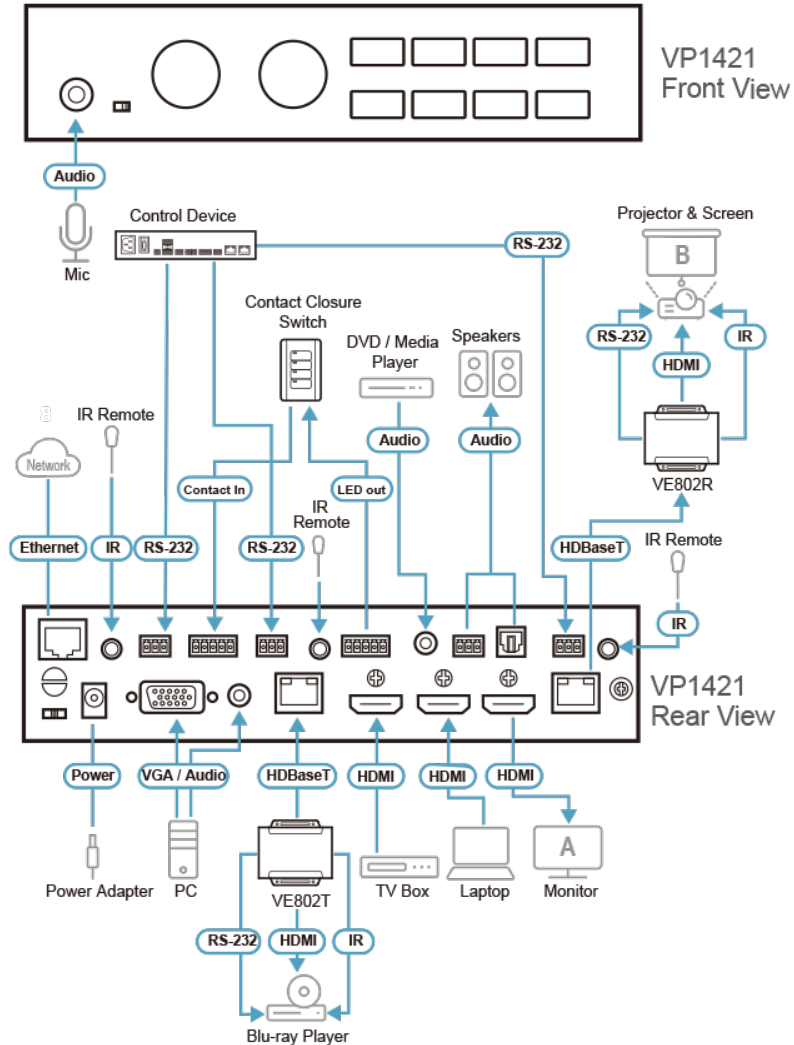 VP1421
Front View
Audio
Mic
Control Device
RS-232
Projector & Screen
B
RS-232
IR
HDMI
VE802R
Contact Closure
Switch
DVD / Media
Player
Speakers
Audio
Audio
IR Remote
Network
Contact In
LED out
IR
Remote
Ethernet
IR
RS-232
RS-232
HDBaseT
IR Remote
IR
VP1421
Rear View
Power
VGA / Audio
HDBaseT
HDMI
HDMI
HDMI
A
Power Adapter
PC
VE802T
TV Box
Laptop
Monitor
RS-232
HDMI
IR
Blu-ray Player